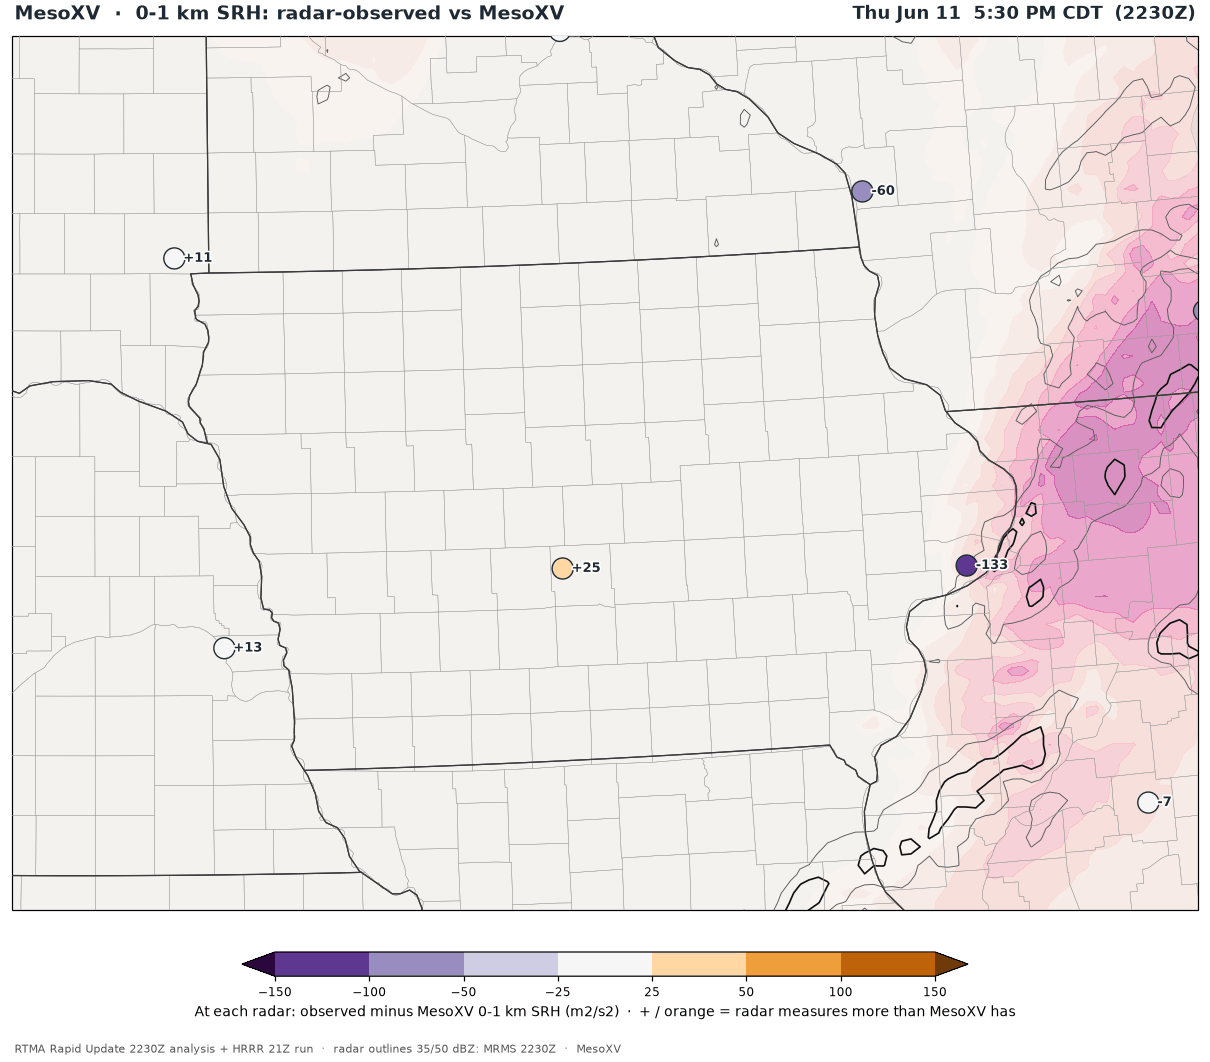 MesoXV · 0-1 km SRH: radar-observed vs MesoXV
Thu Jun 11 5:30 PM CDT (2230Z)
-60
+11
+25
-133
+13
-7
−150 −100 −50 −25 25 50 100 150
At each radar: observed minus MesoXV 0-1 km SRH (m2/s2) · + / orange = radar measures more than MesoXV has
RTMA Rapid Update 2230Z analysis + HRRR 21Z run · radar outlines 35/50 dBZ: MRMS 2230Z · MesoXV